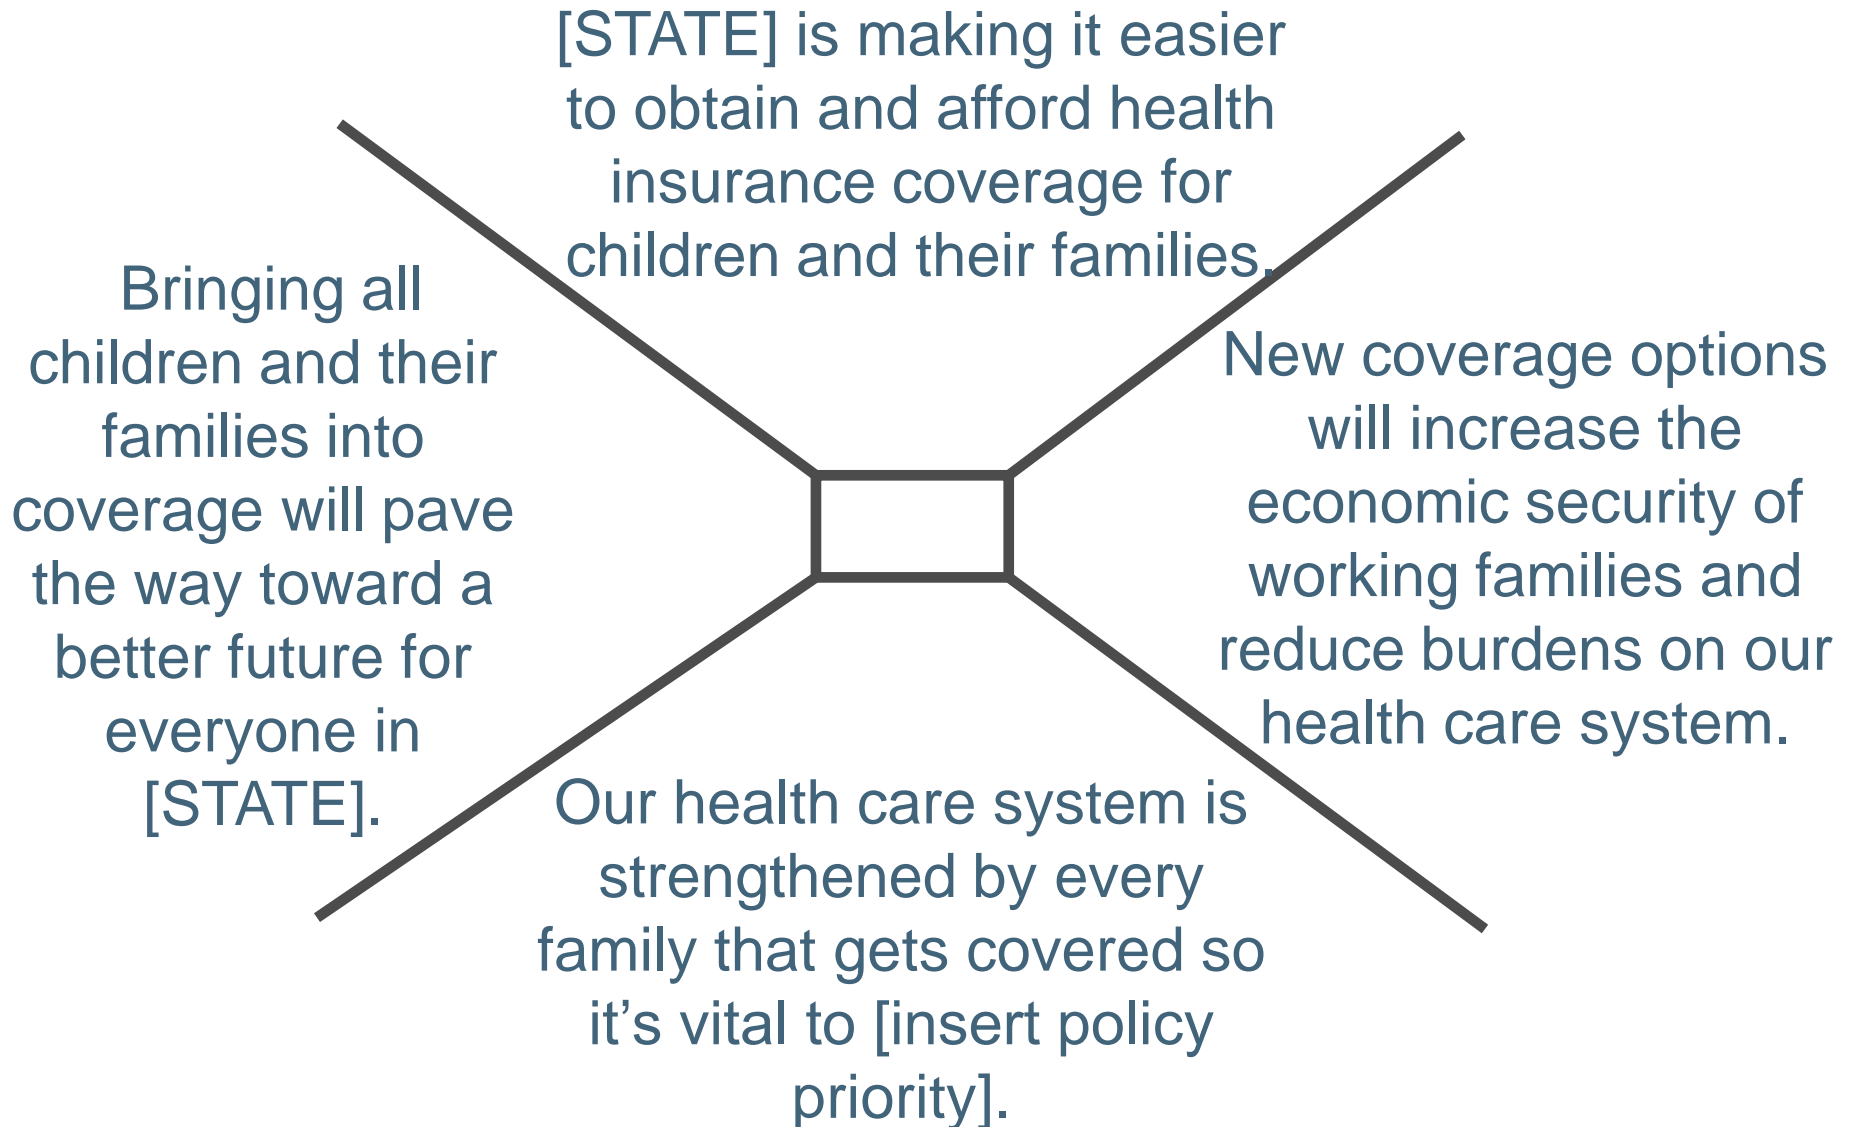 [STATE] is making it easier
to obtain and afford health
insurance coverage for
children and their families.
Bringing all
children and their
families into
coverage will pave
the way toward a
better future for
everyone in
[STATE].
New coverage options
will increase the
economic security of
working families and
reduce burdens on our
health care system.
Our health care system is
strengthened by every
family that gets covered so
it’s vital to [insert policy
priority].